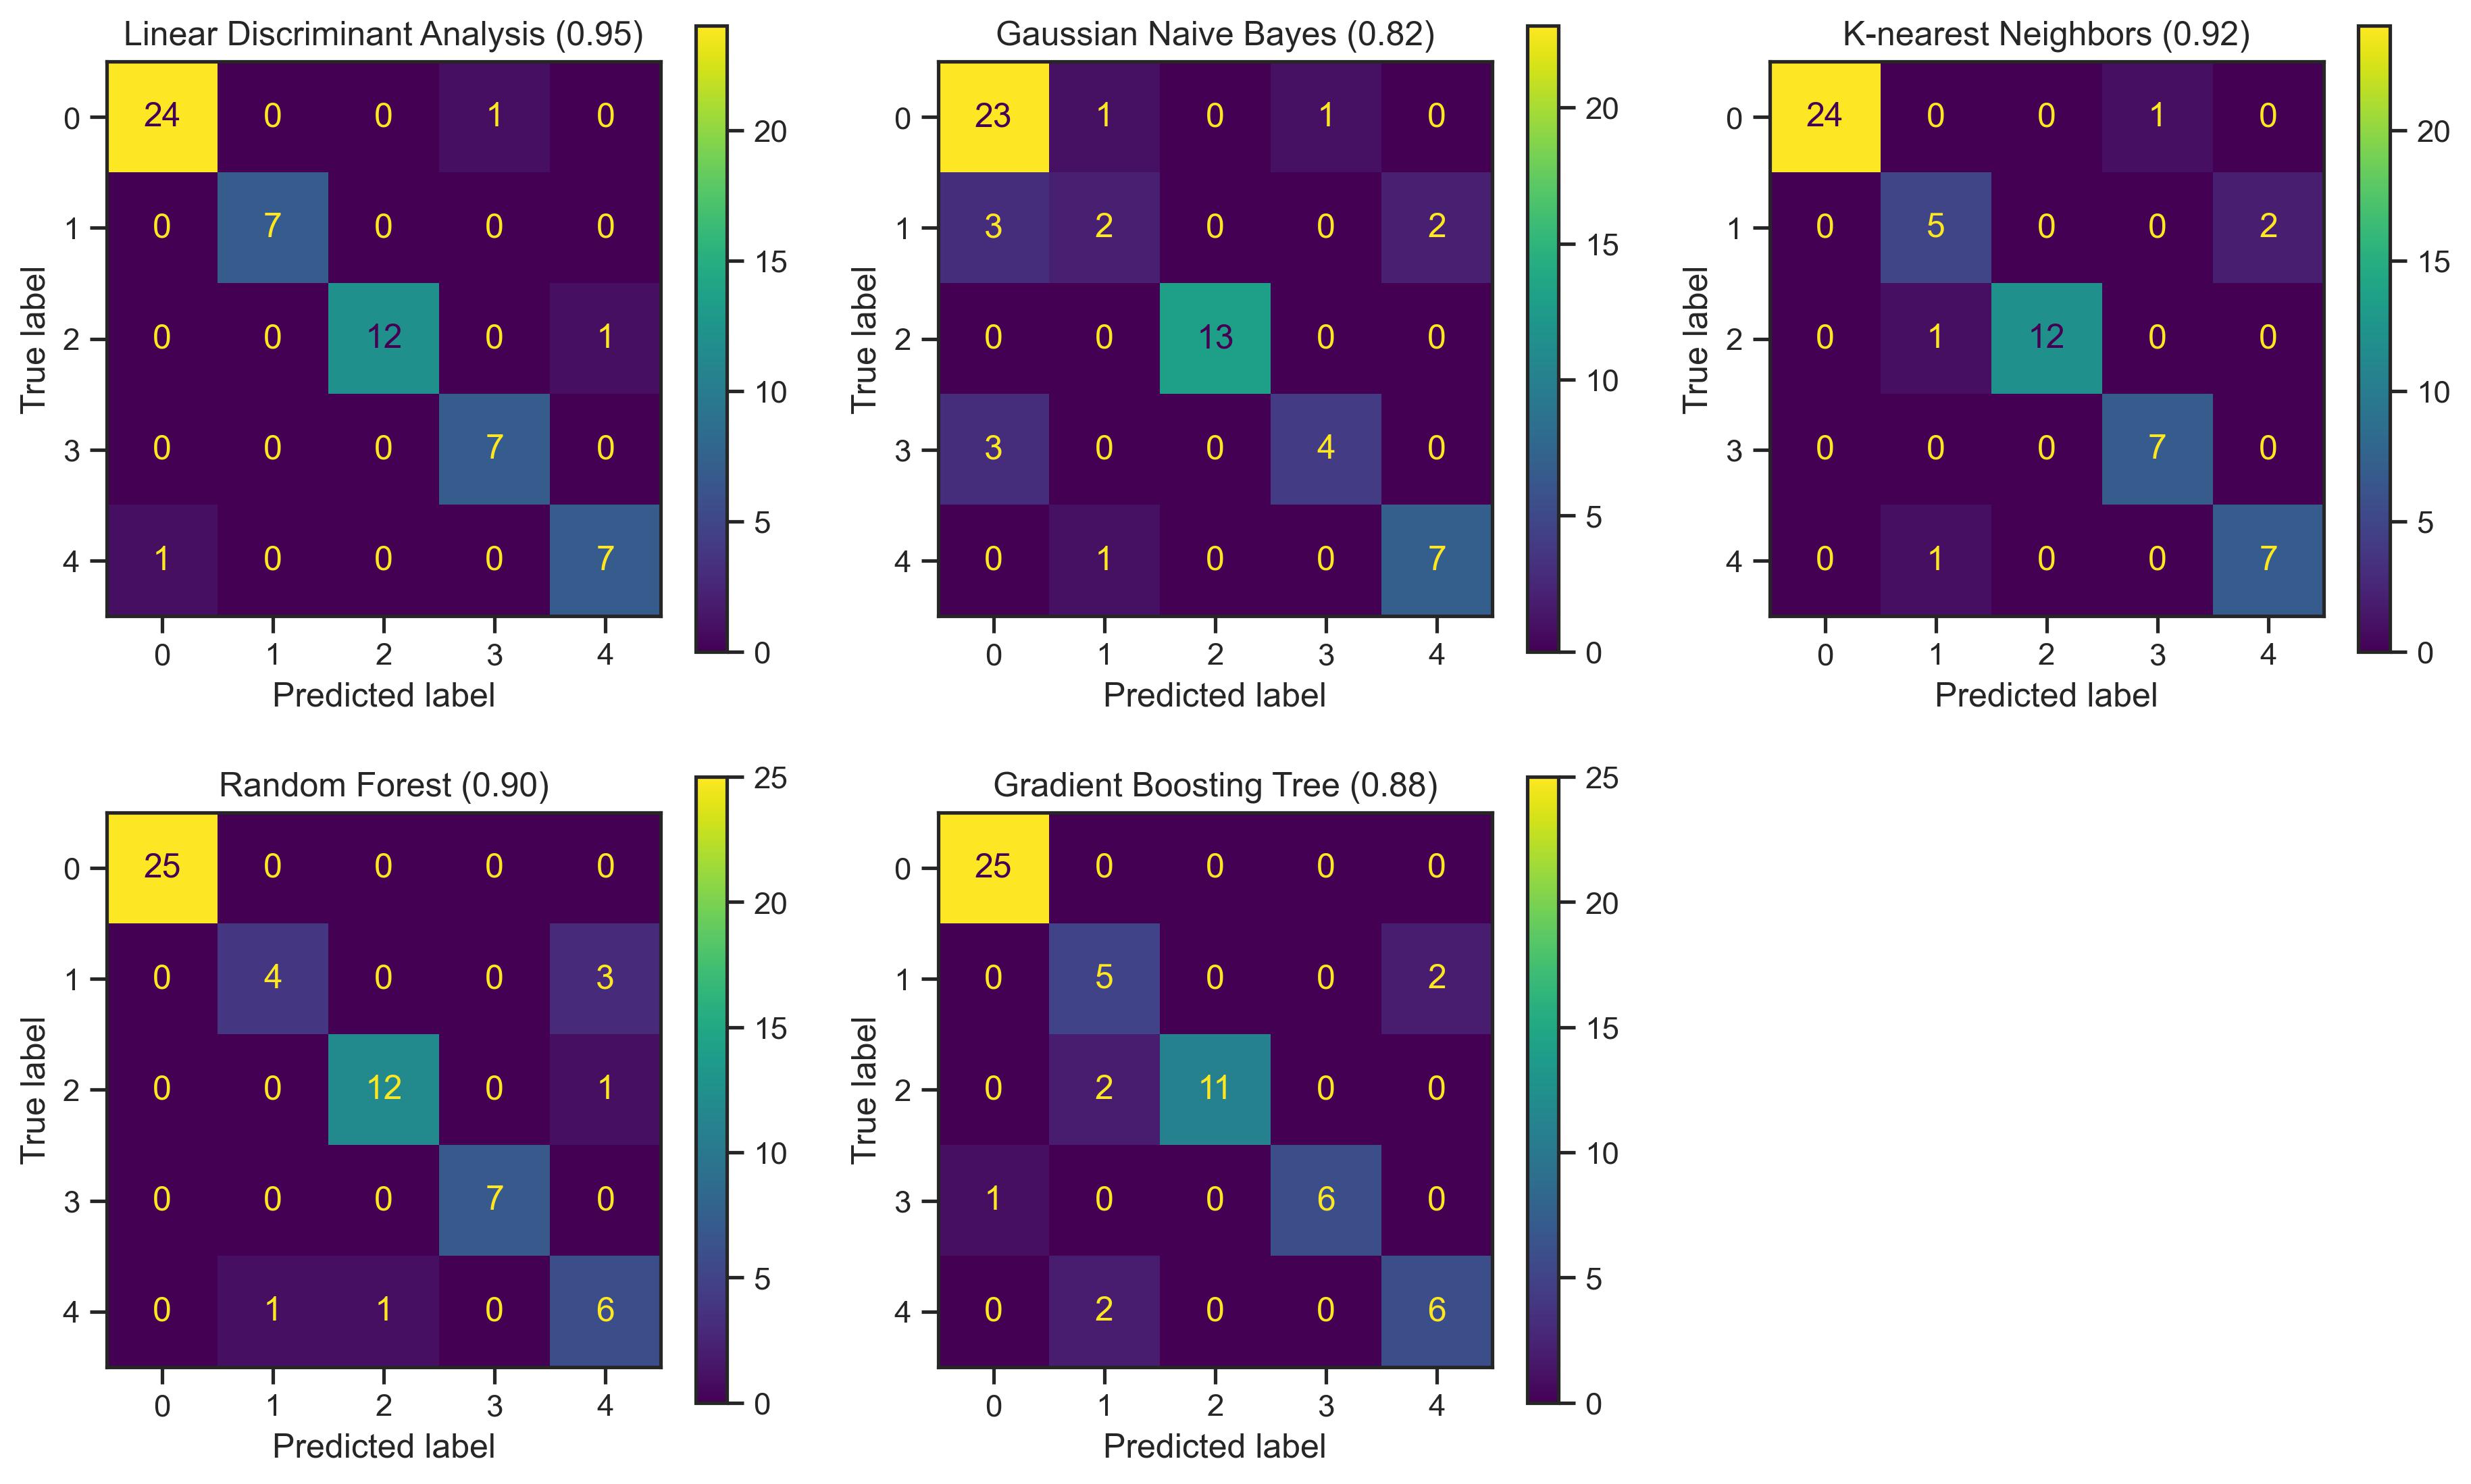 Linear Discriminant Analysis (0.95)
0 24 0 0 1 0
1 0 7 0 0 0
2 0 0 12 0 1
3 0 0 0 7 0
4 1 0 0 0 7
0 1 2 3 4
Predicted label
True label
20
15
10
5
0
Gaussian Naive Bayes (0.82)
0 23 1 0 1 0
1 3 2 0 0 2
2 0 0 13 0 0
3 3 0 0 4 0
4 0 1 0 0 7
0 1 2 3 4
Predicted label
True label
20
15
10
5
0
K-nearest Neighbors (0.92)
0 24 0 0 1 0
1 0 5 0 0 2
2 0 1 12 0 0
3 0 0 0 7 0
4 0 1 0 0 7
0 1 2 3 4
Predicted label
True label
20
15
10
5
0
Random Forest (0.90)
0 25 0 0 0 0
1 0 4 0 0 3
2 0 0 12 0 1
3 0 0 0 7 0
4 0 1 1 0 6
0 1 2 3 4
Predicted label
True label
25
20
15
10
5
0
Gradient Boosting Tree (0.88)
0 25 0 0 0 0
1 0 5 0 0 2
2 0 2 11 0 0
3 1 0 0 6 0
4 0 2 0 0 6
0 1 2 3 4
Predicted label
True label
25
20
15
10
5
0